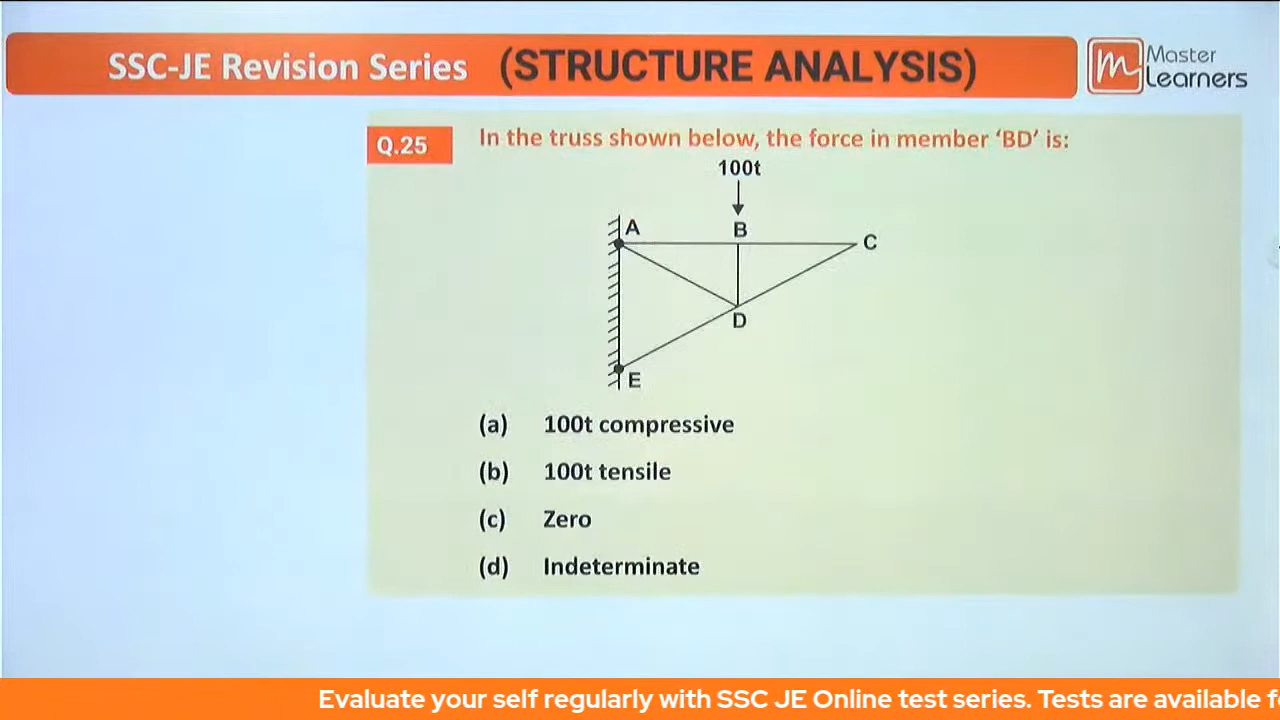 SSC-JE Revision Series (STRUCTURE ANALYSIS)
m Master
Learners
Q.25 In the truss shown below, the force in member ‘BD’ is:
100t
A
B
C
D
E
(a) 100t compressive
(b) 100t tensile
(c) Zero
(d) Indeterminate
Evaluate your self regularly with SSC JE Online test series. Tests are available f